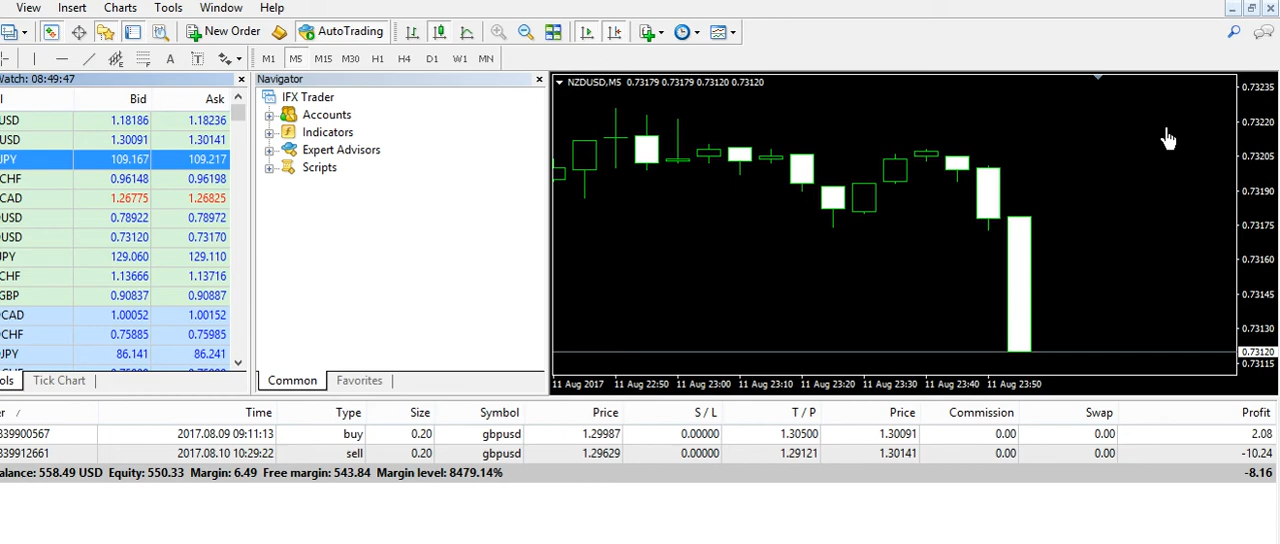 View Insert Charts Tools Window Help
New Order AutoTrading
M1 M5 M15 M30 H1 H4 D1 W1 MN
Watch: 08:49:47
Bid Ask
USD 1.18186 1.18236
USD 1.30091 1.30141
JPY 109.167 109.217
CHF 0.96148 0.96198
CAD 1.26775 1.26825
USD 0.78922 0.78972
USD 0.73120 0.73170
JPY 129.060 129.110
CHF 1.13666 1.13716
GBP 0.90837 0.90887
CAD 1.00052 1.00152
CHF 0.75885 0.75985
JPY 86.141 86.241
ols Tick Chart
Navigator
IFX Trader
Accounts
Indicators
Expert Advisors
Scripts
Common Favorites
NZDUSD,M5 0.73179 0.73179 0.73120 0.73120
0.73235
0.73220
0.73205
0.73190
0.73175
0.73160
0.73145
0.73130
0.73120
0.73115
11 Aug 2017 11 Aug 22:50 11 Aug 23:00 11 Aug 23:10 11 Aug 23:20 11 Aug 23:30 11 Aug 23:40 11 Aug 23:50
er / Time Type Size Symbol Price S / L T / P Price Commission Swap Profit
339900567 2017.08.09 09:11:13 buy 0.20 gbpusd 1.29987 0.00000 1.30500 1.30091 0.00 0.00 2.08
339912661 2017.08.10 10:29:22 sell 0.20 gbpusd 1.29629 0.00000 1.29121 1.30141 0.00 0.00 -10.24
alance: 558.49 USD Equity: 550.33 Margin: 6.49 Free margin: 543.84 Margin level: 8479.14% -8.16